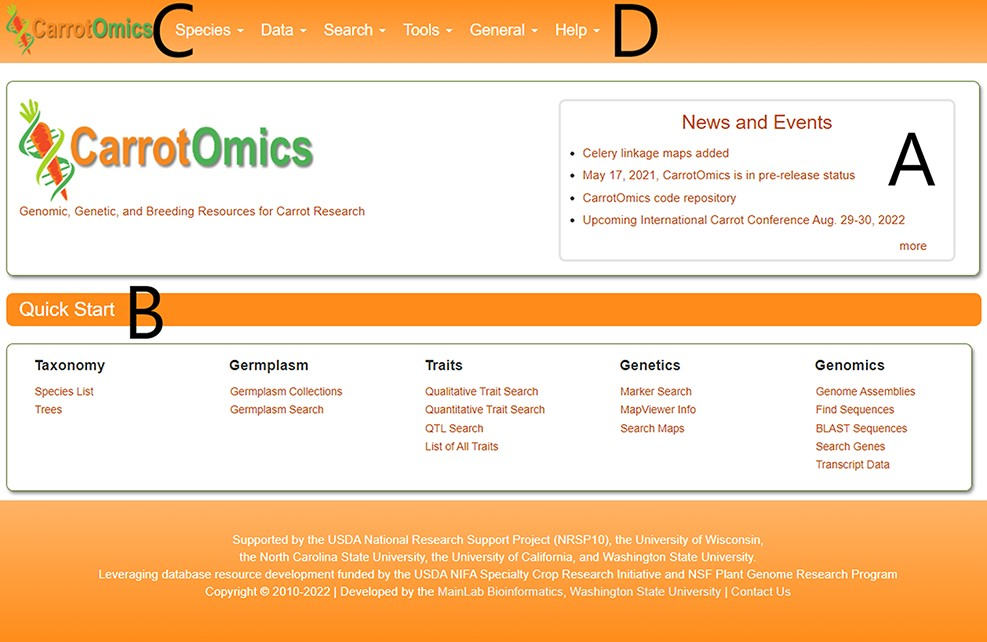 CarrotOmics C Species Data Search Tools General Help D
CarrotOmics
Genomic, Genetic, and Breeding Resources for Carrot Research
News and Events
Celery linkage maps added
May 17, 2021, CarrotOmics is in pre-release status
CarrotOmics code repository
Upcoming International Carrot Conference Aug. 29-30, 2022
more
A
Quick Start B
Taxonomy
Species List
Trees
Germplasm
Germplasm Collections
Germplasm Search
Traits
Qualitative Trait Search
Quantitative Trait Search
QTL Search
List of All Traits
Genetics
Marker Search
MapViewer Info
Search Maps
Genomics
Genome Assemblies
Find Sequences
BLAST Sequences
Search Genes
Transcript Data
Supported by the USDA National Research Support Project (NRSP10), the University of Wisconsin,
the North Carolina State University, the University of California, and Washington State University.
Leveraging database resource development funded by the USDA NIFA Specialty Crop Research Initiative and NSF Plant Genome Research Program
Copyright © 2010-2022 | Developed by the MainLab Bioinformatics, Washington State University | Contact Us